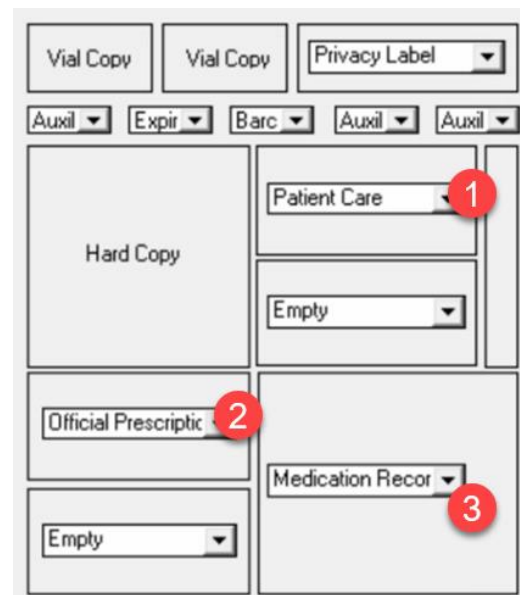 Vial Copy Vial Copy Privacy Label
Auxil Expir Barc Auxil Auxil
Patient Care 1
Hard Copy
Empty
Official Prescriptic 2
Medication Recor
3
Empty